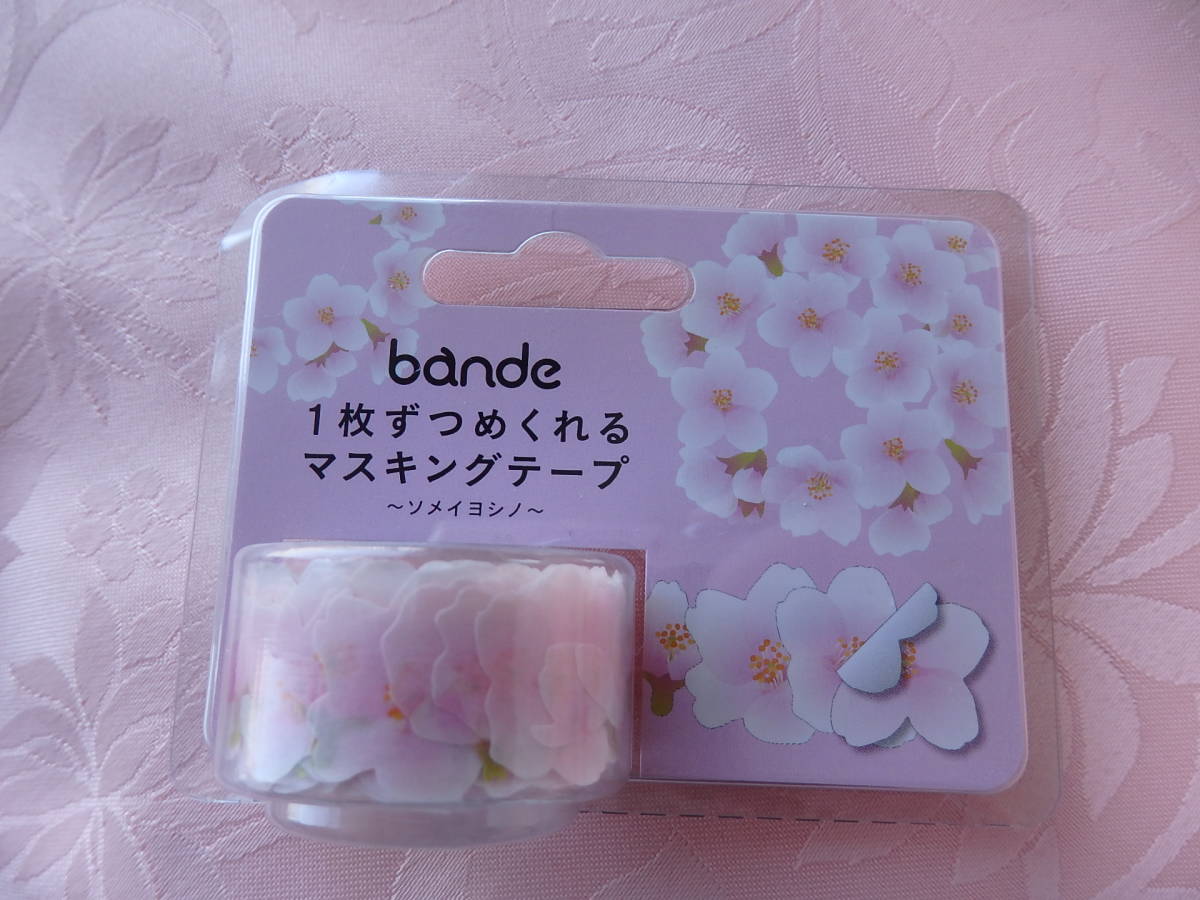 bande
1枚ずつめくれる
マスキングテープ
～ソメイヨシノ～